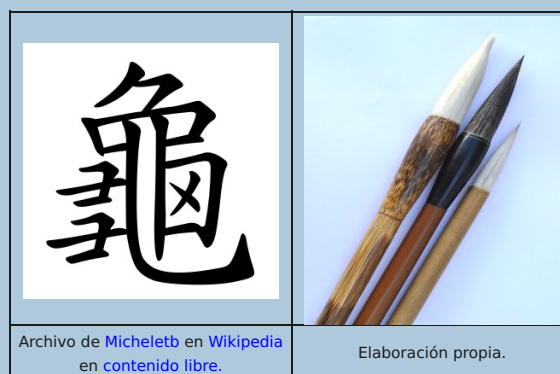 龜
Archivo de Micheletb en Wikipedia
en contenido libre.
Elaboración propia.